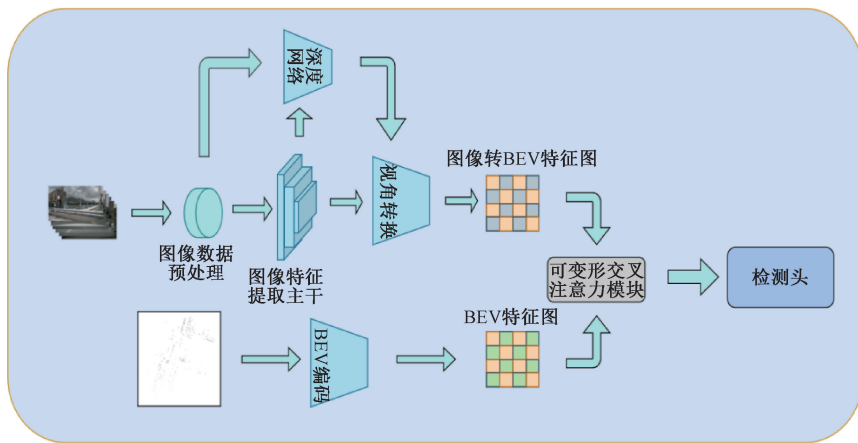 深度
网络
图像转BEV特征图
视角转换
图像数据
预处理
图像特征
提取主干
可变形交叉
注意力模块
检测头
BEV特征图
BEV编码